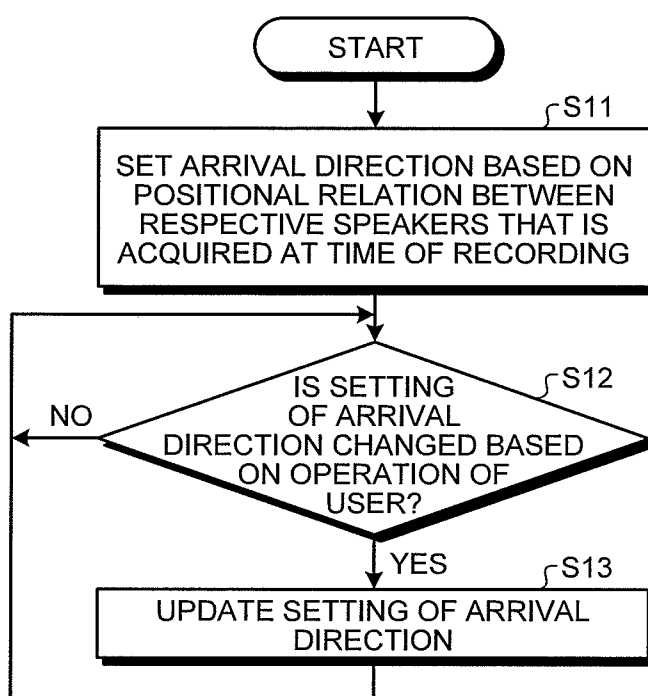 START
S11
SET ARRIVAL DIRECTION BASED ON
POSITIONAL RELATION BETWEEN
RESPECTIVE SPEAKERS THAT IS
ACQUIRED AT TIME OF RECORDING
S12
IS SETTING
OF ARRIVAL
DIRECTION CHANGED BASED
ON OPERATION OF
USER?
NO
YES
S13
UPDATE SETTING OF ARRIVAL
DIRECTION